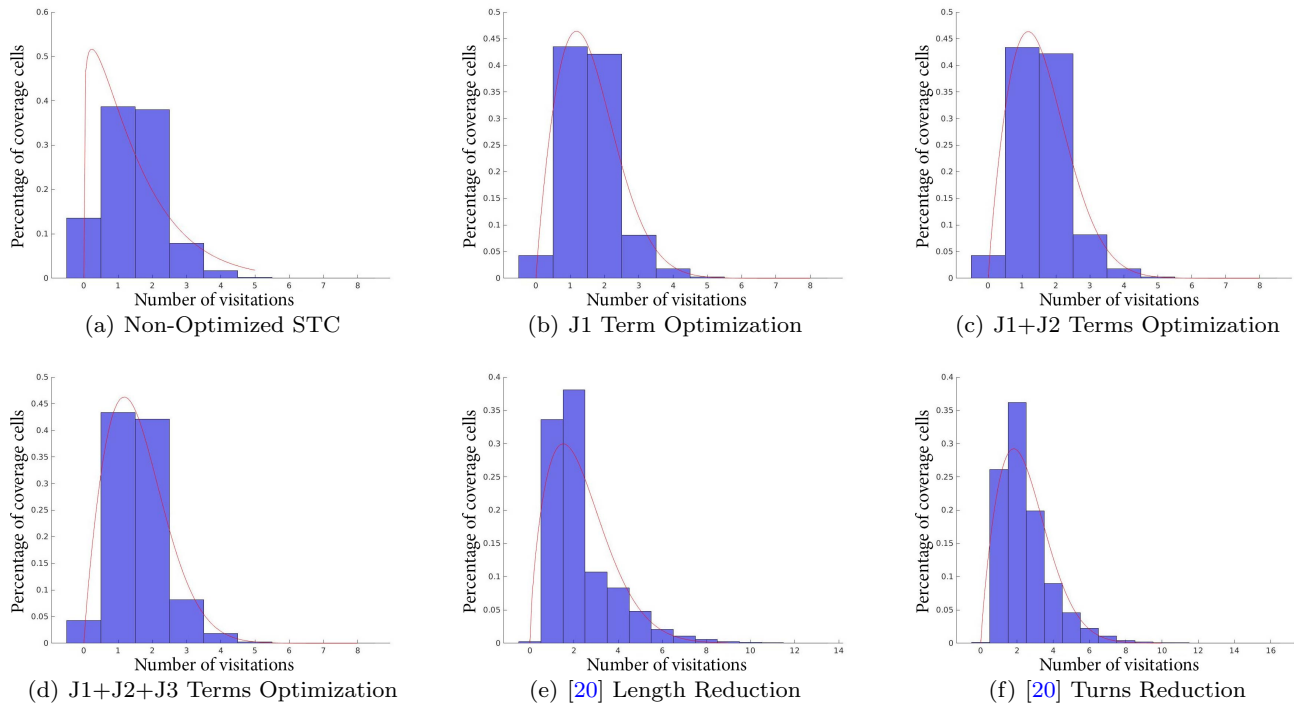 0.6
0.5
0.4
0.3
0.2
0.1
0
Percentage of coverage cells
0 1 2 3 4 5 6 7 8
Number of visitations
(a) Non-Optimized STC
0.5
0.45
0.4
0.35
0.3
0.25
0.2
0.15
0.1
0.05
0
Percentage of coverage cells
0 1 2 3 4 5 6 7 8
Number of visitations
(b) J1 Term Optimization
0.5
0.45
0.4
0.35
0.3
0.25
0.2
0.15
0.1
0.05
0
Percentage of coverage cells
0 1 2 3 4 5 6 7 8
Number of visitations
(c) J1+J2 Terms Optimization
0.5
0.45
0.4
0.35
0.3
0.25
0.2
0.15
0.1
0.05
0
Percentage of coverage cells
0 1 2 3 4 5 6 7 8
Number of visitations
(d) J1+J2+J3 Terms Optimization
0.4
0.35
0.3
0.25
0.2
0.15
0.1
0.05
0
Percentage of coverage cells
0 2 4 6 8 10 12 14
Number of visitations
(e) [20] Length Reduction
0.4
0.35
0.3
0.25
0.2
0.15
0.1
0.05
0
Percentage of coverage cells
0 2 4 6 8 10 12 14 16
Number of visitations
(f) [20] Turns Reduction